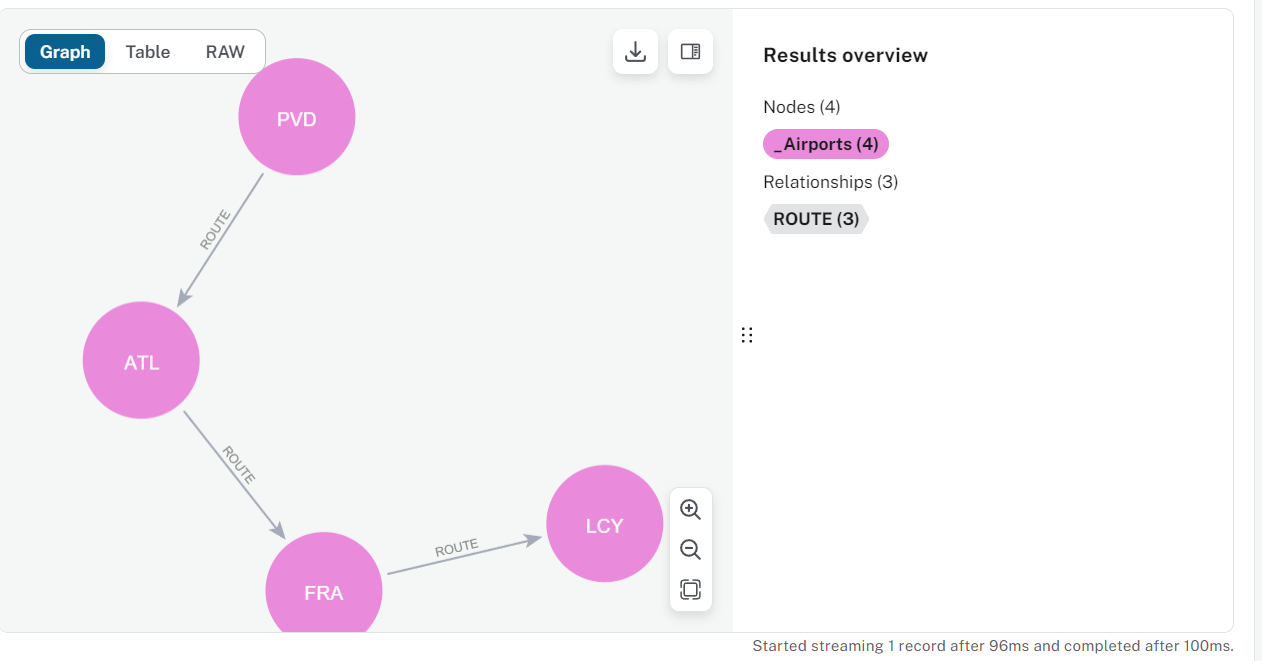 Graph Table RAW
PVD
ROUTE
ATL
ROUTE
FRA
ROUTE
LCY
Results overview
Nodes (4)
_Airports (4)
Relationships (3)
ROUTE (3)
Started streaming 1 record after 96ms and completed after 100ms.